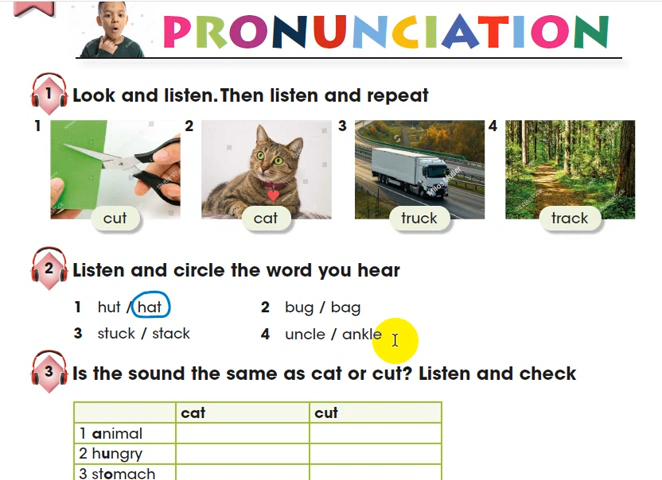 PRONUNCIATION
1 Look and listen. Then listen and repeat
1 2 3 4
cut cat truck track
2 Listen and circle the word you hear
1 hut / hat 2 bug / bag
3 stuck / stack 4 uncle / ankle
3 Is the sound the same as cat or cut? Listen and check
cat cut
1 animal
2 hungry
3 stomach